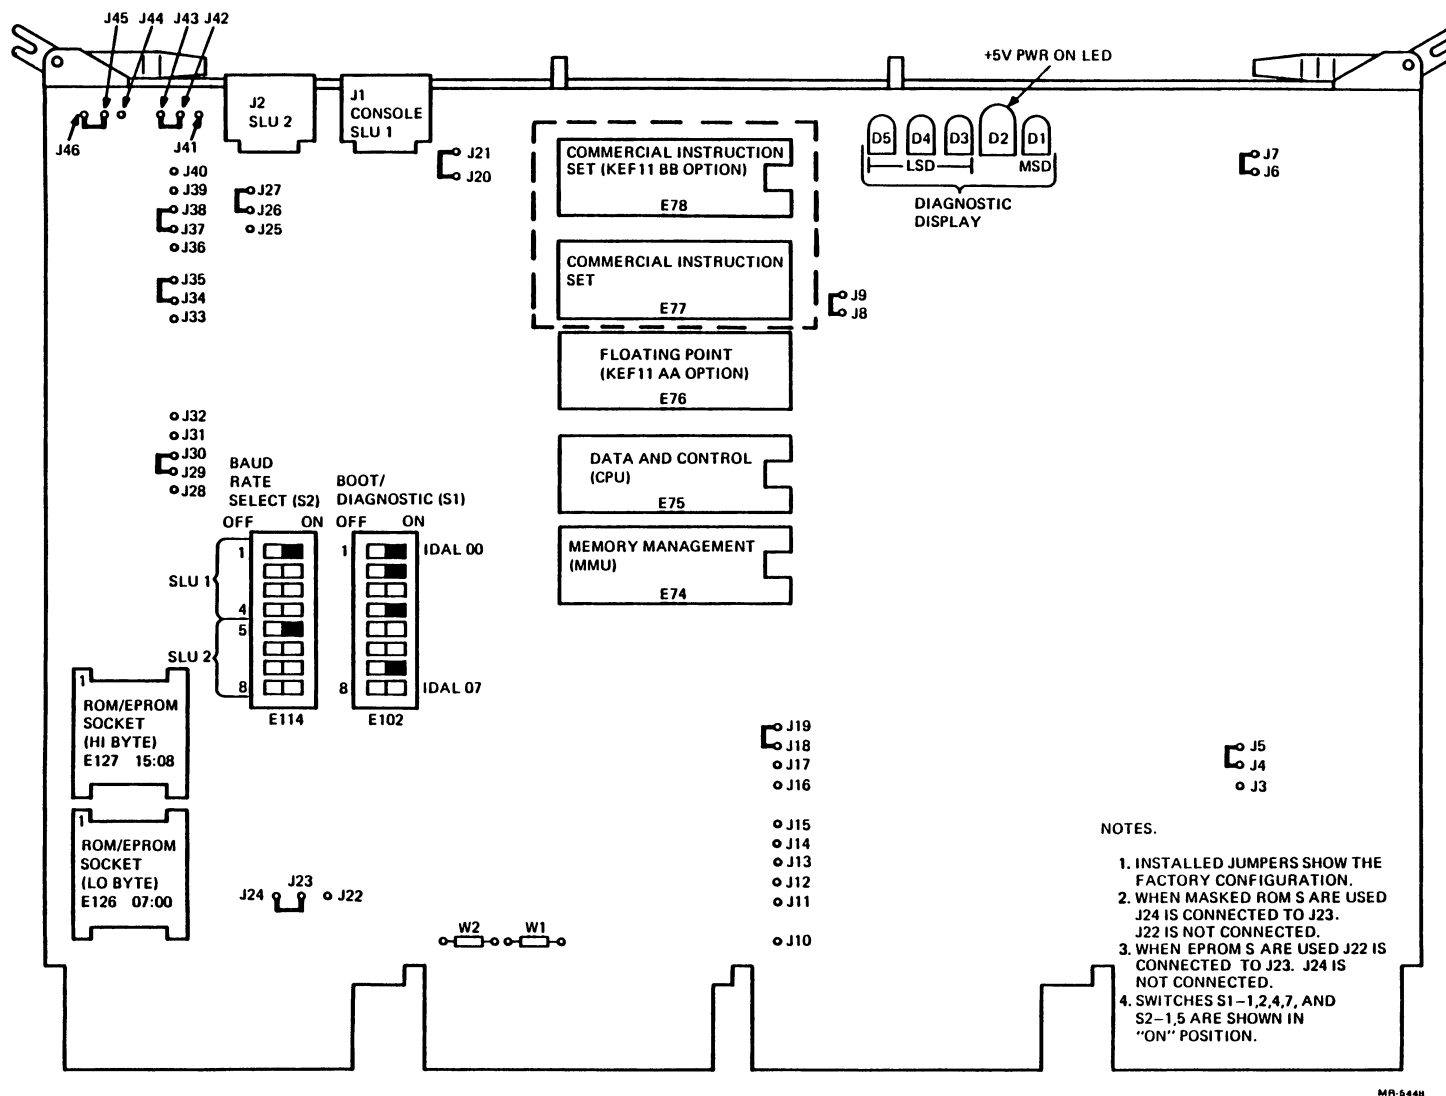 J45 J44 J43 J42
+5V PWR ON LED
J46
J41
J2
SLU 2
J1
CONSOLE
SLU 1
J21
J20
COMMERCIAL INSTRUCTION
SET (KEF11 BB OPTION)
E78
D5 D4 D3 D2 D1
LSD MSD
DIAGNOSTIC
DISPLAY
J7
J6
J40
J39
J38
J37
J36
J27
J26
J25
J35
J34
J33
COMMERCIAL INSTRUCTION
SET
E77
J9
J8
FLOATING POINT
(KEF11 AA OPTION)
E76
J32
J31
J30
J29
J28
DATA AND CONTROL
(CPU)
E75
BAUD
RATE
SELECT (S2)
OFF ON
BOOT/
DIAGNOSTIC (S1)
OFF ON
1
SLU 1
4
5
SLU 2
8
E114
1 IDAL 00
8 IDAL 07
E102
MEMORY MANAGEMENT
(MMU)
E74
1
ROM/EPROM
SOCKET
(HI BYTE)
E127 15:08
1
ROM/EPROM
SOCKET
(LO BYTE)
E126 07:00
J24 J23 J22
W2 W1
J19
J18
J17
J16
J15
J14
J13
J12
J11
J10
J5
J4
J3
NOTES.
1. INSTALLED JUMPERS SHOW THE
FACTORY CONFIGURATION.
2. WHEN MASKED ROM S ARE USED
J24 IS CONNECTED TO J23.
J22 IS NOT CONNECTED.
3. WHEN EPROM S ARE USED J22 IS
CONNECTED TO J23. J24 IS
NOT CONNECTED.
4. SWITCHES S1–1,2,4,7, AND
S2–1,5 ARE SHOWN IN
"ON" POSITION.